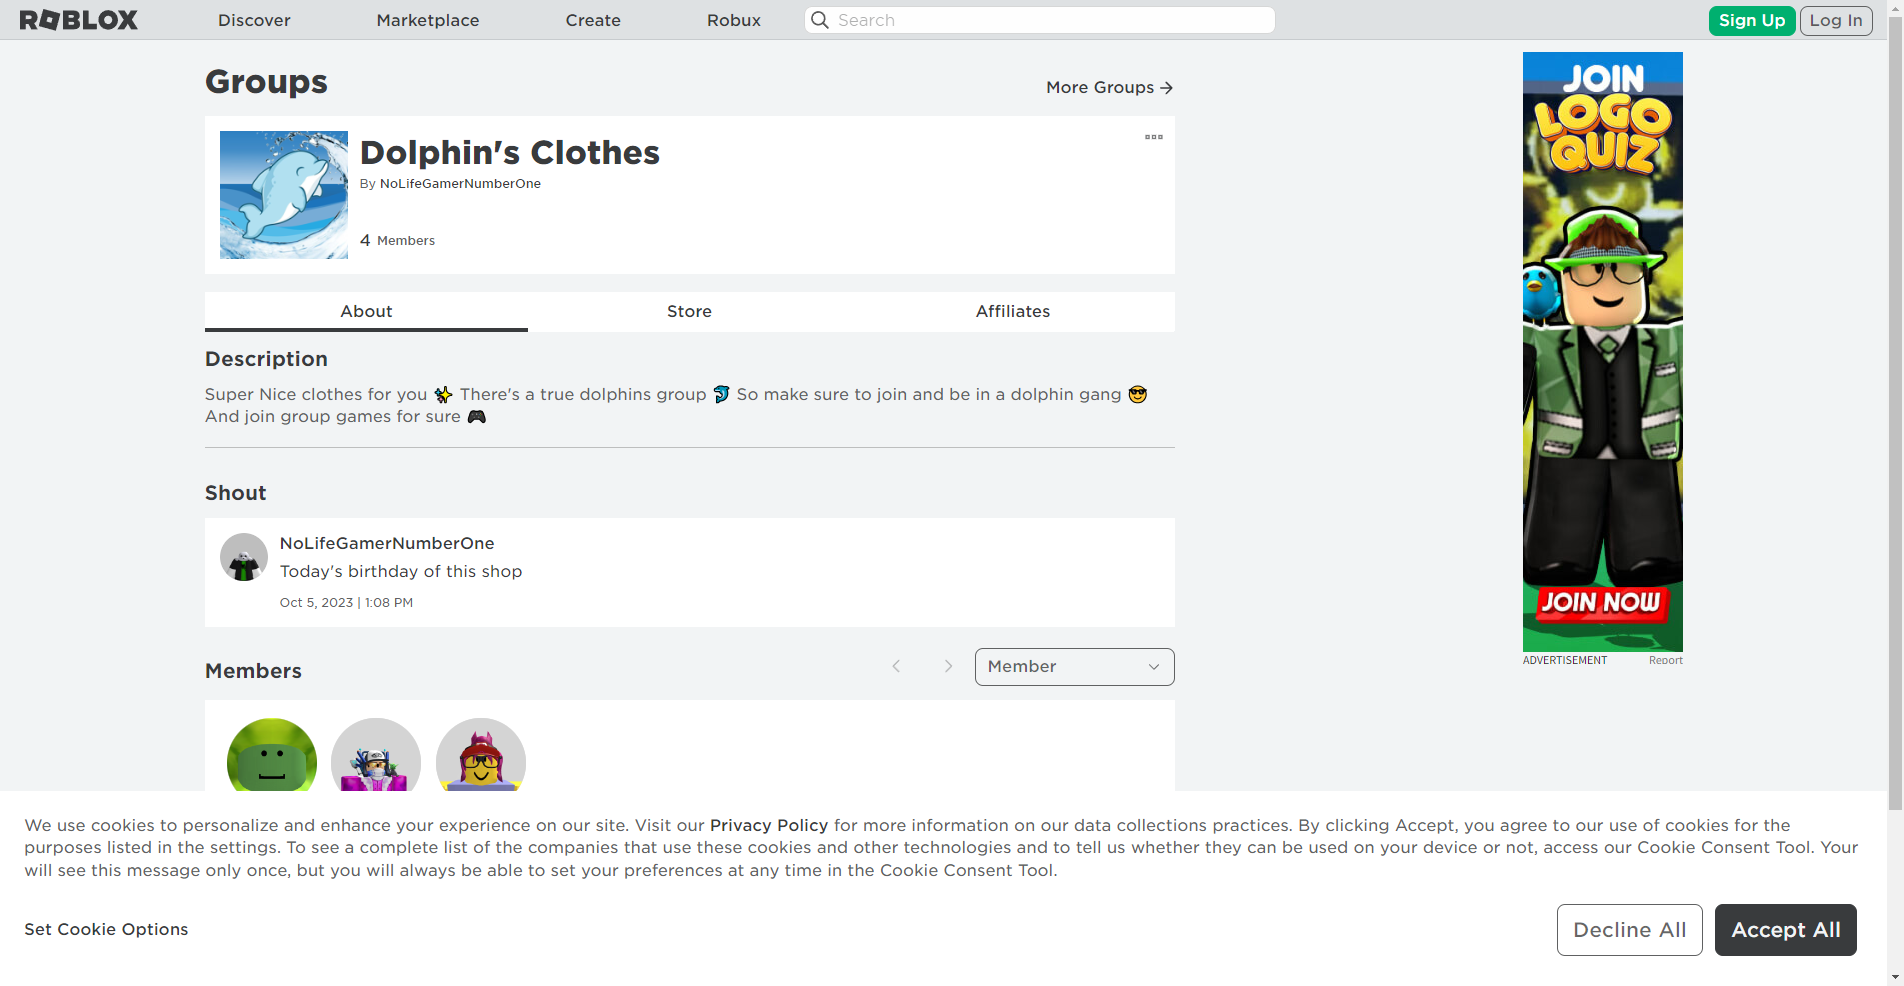 ROBLOX
Discover
Marketplace
Create
Robux
Search
Sign Up
Log In
Groups
More Groups →
Dolphin's Clothes
By NoLifeGamerNumberOne
4 Members
About
Store
Affiliates
Description
Super Nice clothes for you ✨ There's a true dolphins group 🐬 So make sure to join and be in a dolphin gang 😎
And join group games for sure 🎮
Shout
NoLifeGamerNumberOne
Today's birthday of this shop
Oct 5, 2023 | 1:08 PM
Members
Member
JOIN
LOGO
QUIZ
JOIN NOW
ADVERTISEMENT
Report
We use cookies to personalize and enhance your experience on our site. Visit our Privacy Policy for more information on our data collections practices. By clicking Accept, you agree to our use of cookies for the
purposes listed in the settings. To see a complete list of the companies that use these cookies and other technologies and to tell us whether they can be used on your device or not, access our Cookie Consent Tool. Your
will see this message only once, but you will always be able to set your preferences at any time in the Cookie Consent Tool.
Set Cookie Options
Decline All
Accept All